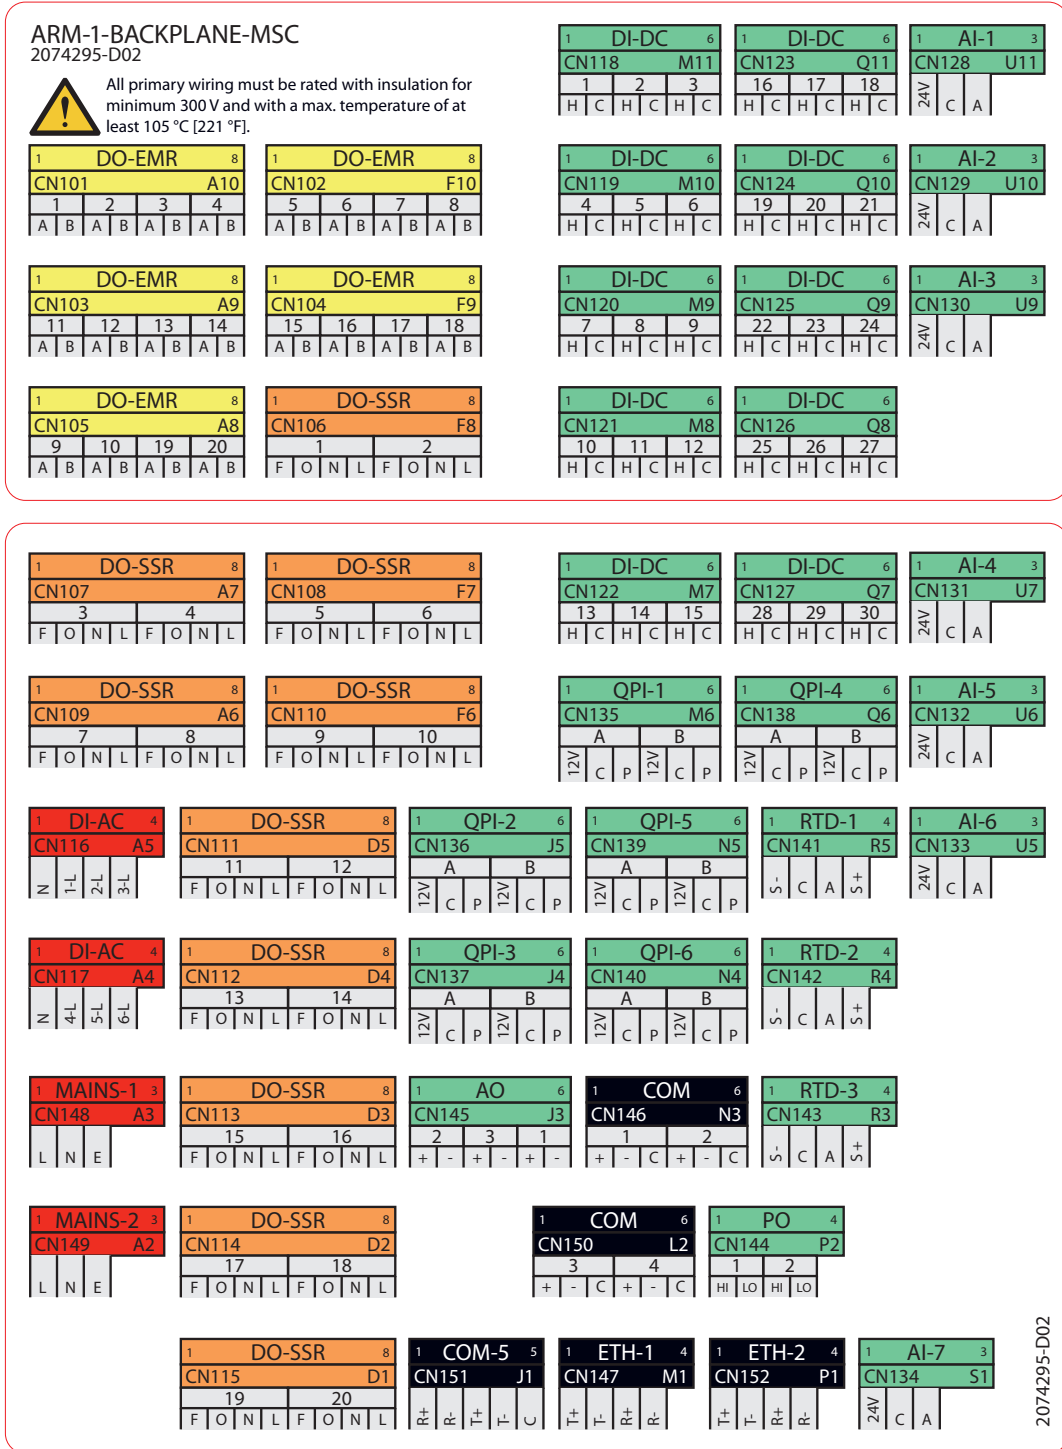 ARM-1-BACKPLANE-MSC
2074295-D02
All primary wiring must be rated with insulation for
minimum 300 V and with a max. temperature of at
least 105 °C [221 °F].
1 DI-DC 6
CN118 M11
1 2 3
H C H C H C
1 DI-DC 6
CN123 Q11
16 17 18
H C H C H C
1 AI-1 3
CN128 U11
24V C A
1 DO-EMR 8
CN101 A10
1 2 3 4
A B A B A B A B
1 DO-EMR 8
CN102 F10
5 6 7 8
A B A B A B A B
1 DI-DC 6
CN119 M10
4 5 6
H C H C H C
1 DI-DC 6
CN124 Q10
19 20 21
H C H C H C
1 AI-2 3
CN129 U10
24V C A
1 DO-EMR 8
CN103 A9
11 12 13 14
A B A B A B A B
1 DO-EMR 8
CN104 F9
15 16 17 18
A B A B A B A B
1 DI-DC 6
CN120 M9
7 8 9
H C H C H C
1 DI-DC 6
CN125 Q9
22 23 24
H C H C H C
1 AI-3 3
CN130 U9
24V C A
1 DO-EMR 8
CN105 A8
9 10 19 20
A B A B A B A B
1 DO-SSR 8
CN106 F8
1 2
F O N L F O N L
1 DI-DC 6
CN121 M8
10 11 12
H C H C H C
1 DI-DC 6
CN126 Q8
25 26 27
H C H C H C
1 DO-SSR 8
CN107 A7
3 4
F O N L F O N L
1 DO-SSR 8
CN108 F7
5 6
F O N L F O N L
1 DI-DC 6
CN122 M7
13 14 15
H C H C H C
1 DI-DC 6
CN127 Q7
28 29 30
H C H C H C
1 AI-4 3
CN131 U7
24V C A
1 DO-SSR 8
CN109 A6
7 8
F O N L F O N L
1 DO-SSR 8
CN110 F6
9 10
F O N L F O N L
1 QPI-1 6
CN135 M6
A B
12V C P 12V C P
1 QPI-4 6
CN138 Q6
A B
12V C P 12V C P
1 AI-5 3
CN132 U6
24V C A
1 DI-AC 4
CN116 A5
N 1-L 2-L 3-L
1 DO-SSR 8
CN111 D5
11 12
F O N L F O N L
1 QPI-2 6
CN136 J5
A B
12V C P 12V C P
1 QPI-5 6
CN139 N5
A B
12V C P 12V C P
1 RTD-1 4
CN141 R5
S - C A S +
1 AI-6 3
CN133 U5
24V C A
1 DI-AC 4
CN117 A4
N 4-L 5-L 6-L
1 DO-SSR 8
CN112 D4
13 14
F O N L F O N L
1 QPI-3 6
CN137 J4
A B
12V C P 12V C P
1 QPI-6 6
CN140 N4
A B
12V C P 12V C P
1 RTD-2 4
CN142 R4
S - C A S +
1 MAINS-1 3
CN148 A3
L N E
1 DO-SSR 8
CN113 D3
15 16
F O N L F O N L
1 AO 6
CN145 J3
2 3 1
+ - + - + -
1 COM 6
CN146 N3
1 2
+ - C + - C
1 RTD-3 4
CN143 R3
S- C A S+
1 MAINS-2 3
CN149 A2
L N E
1 DO-SSR 8
CN114 D2
17 18
F O N L F O N L
1 COM 6
CN150 L2
3 4
+ - C + - C
1 PO 4
CN144 P2
1 2
HI LO HI LO
1 DO-SSR 8
CN115 D1
19 20
F O N L F O N L
1 COM-5 5
CN151 J1
R+ R- T+ T- C
1 ETH-1 4
CN147 M1
T+ T- R+ R-
1 ETH-2 4
CN152 P1
T+ T- R+ R-
1 AI-7 3
CN134 S1
24V C A
2074295-D02